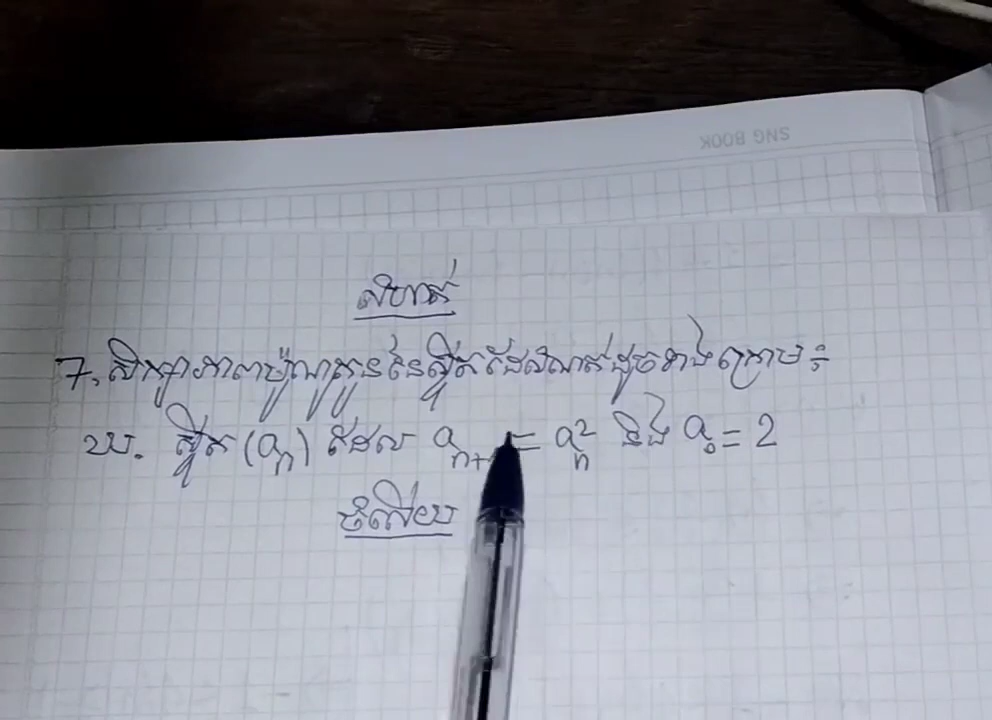 SNG BOOK
លំហាត់
7. សិក្សាភាពម៉ូណូតូននៃស្វ៊ីតដែលកំណត់ដូចខាងក្រោម៖
ឃ. ស្វ៊ីត (aₙ) ដែល aₙ₊ = aₙ² និង a₀ = 2
ចំលើយ